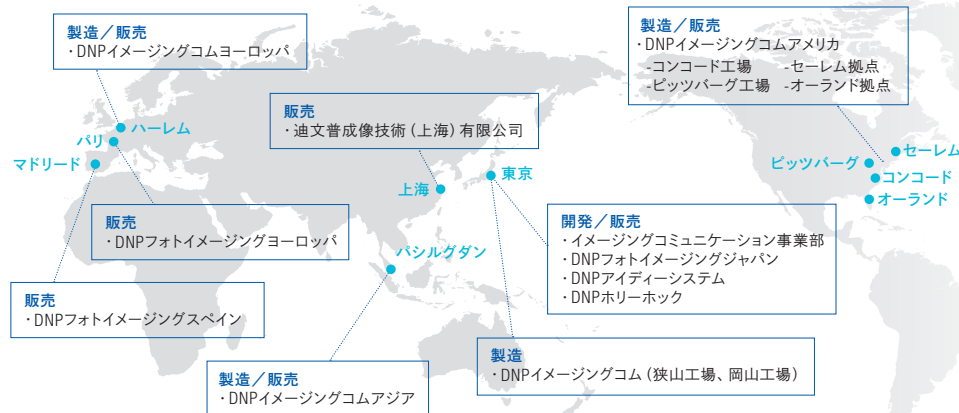 製造／販売
・DNPイメージングコムヨーロッパ
製造／販売
・DNPイメージングコムアメリカ
-コンコード工場 -セーレム拠点
-ピッツバーグ工場 -オーランド拠点
販売
・迪文普成像技術（上海）有限公司
ハーレム
パリ
マドリード
上海
東京
ピッツバーグ
セーレム
コンコード
オーランド
販売
・DNPフォトイメージングヨーロッパ
パシルグダン
開発／販売
・イメージングコミュニケーション事業部
・DNPフォトイメージングジャパン
・DNPアイディーシステム
・DNPホリーホック
販売
・DNPフォトイメージングスペイン
製造
・DNPイメージングコム（狭山工場、岡山工場）
製造／販売
・DNPイメージングコムアジア